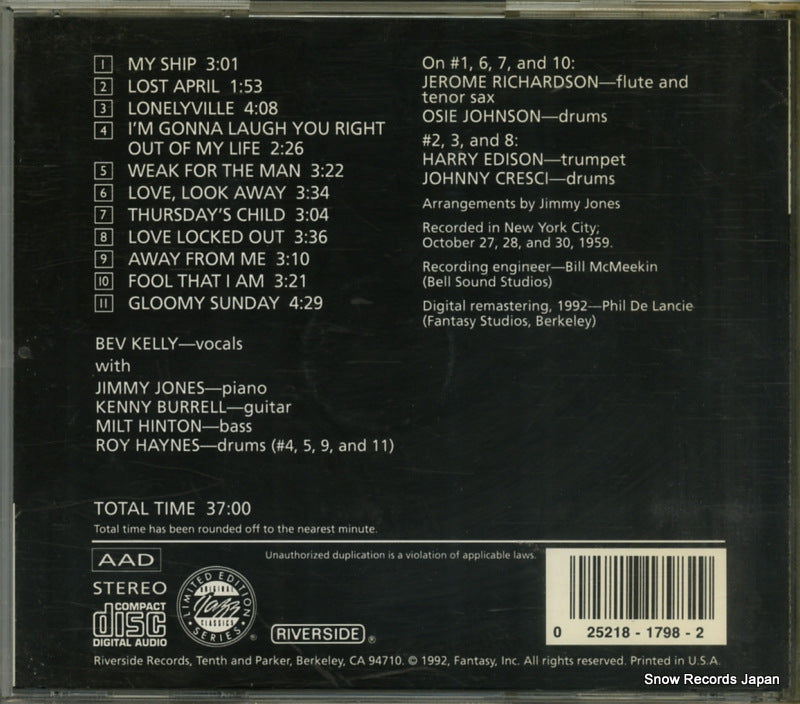 1 MY SHIP 3:01
2 LOST APRIL 1:53
3 LONELYVILLE 4:08
4 I'M GONNA LAUGH YOU RIGHT
OUT OF MY LIFE 2:26
5 WEAK FOR THE MAN 3:22
6 LOVE, LOOK AWAY 3:34
7 THURSDAY'S CHILD 3:04
8 LOVE LOCKED OUT 3:36
9 AWAY FROM ME 3:10
10 FOOL THAT I AM 3:21
11 GLOOMY SUNDAY 4:29
BEV KELLY—vocals
with
JIMMY JONES—piano
KENNY BURRELL—guitar
MILT HINTON—bass
ROY HAYNES—drums (#4, 5, 9, and 11)
On #1, 6, 7, and 10:
JEROME RICHARDSON—flute and
tenor sax
OSIE JOHNSON—drums
#2, 3, and 8:
HARRY EDISON—trumpet
JOHNNY CRESCI—drums
Arrangements by Jimmy Jones
Recorded in New York City;
October 27, 28, and 30, 1959.
Recording engineer—Bill McMeekin
(Bell Sound Studios)
Digital remastering, 1992—Phil De Lancie
(Fantasy Studios, Berkeley)
TOTAL TIME 37:00
Total time has been rounded off to the nearest minute.
AAD
Unauthorized duplication is a violation of applicable laws.
STEREO
COMPACT
disc
DIGITAL AUDIO
LIMITED EDITION
ORIGINAL
Jazz
CLASSICS
SERIES
®
RIVERSIDE ®
0 25218 - 1798 - 2
Riverside Records, Tenth and Parker, Berkeley, CA 94710. © 1992, Fantasy, Inc. All rights reserved. Printed in U.S.A.
Snow Records Japan